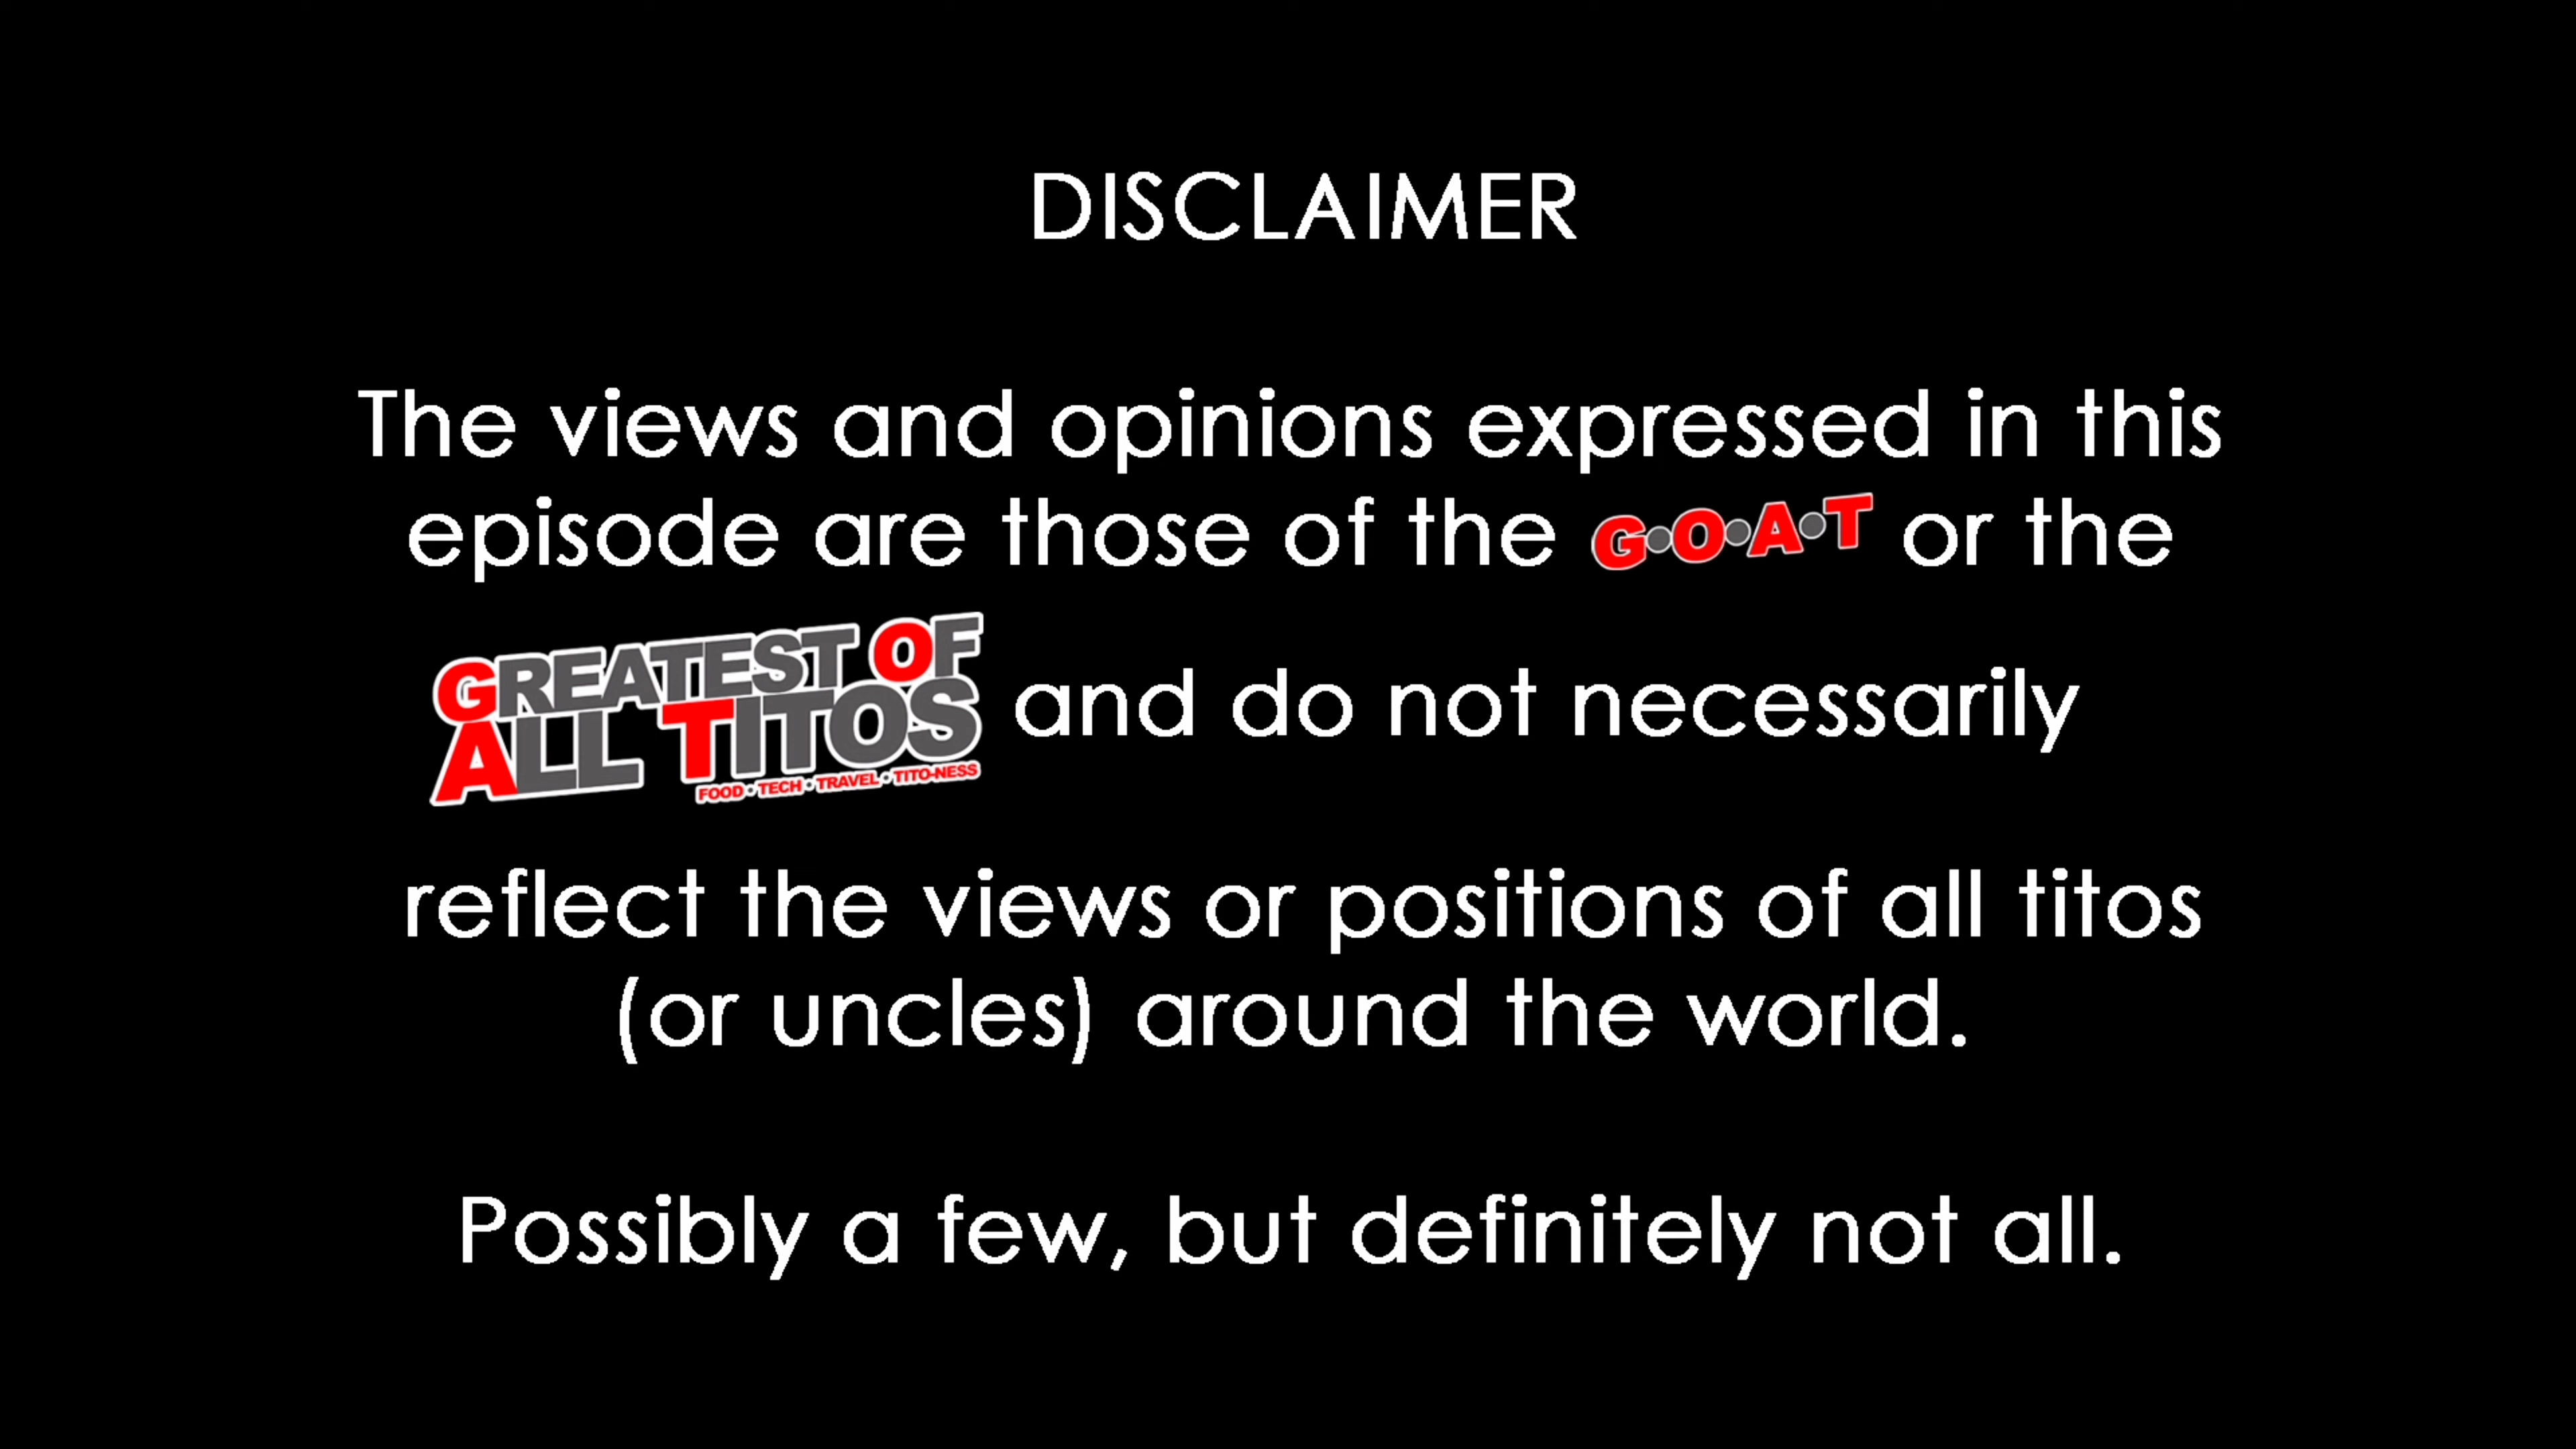 DISCLAIMER
The views and opinions expressed in this
episode are those of the G•O•A•T or the
GREATEST OF
ALL TITOS
FOOD • TECH • TRAVEL • TITO-NESS
and do not necessarily
reflect the views or positions of all titos
(or uncles) around the world.
Possibly a few, but definitely not all.